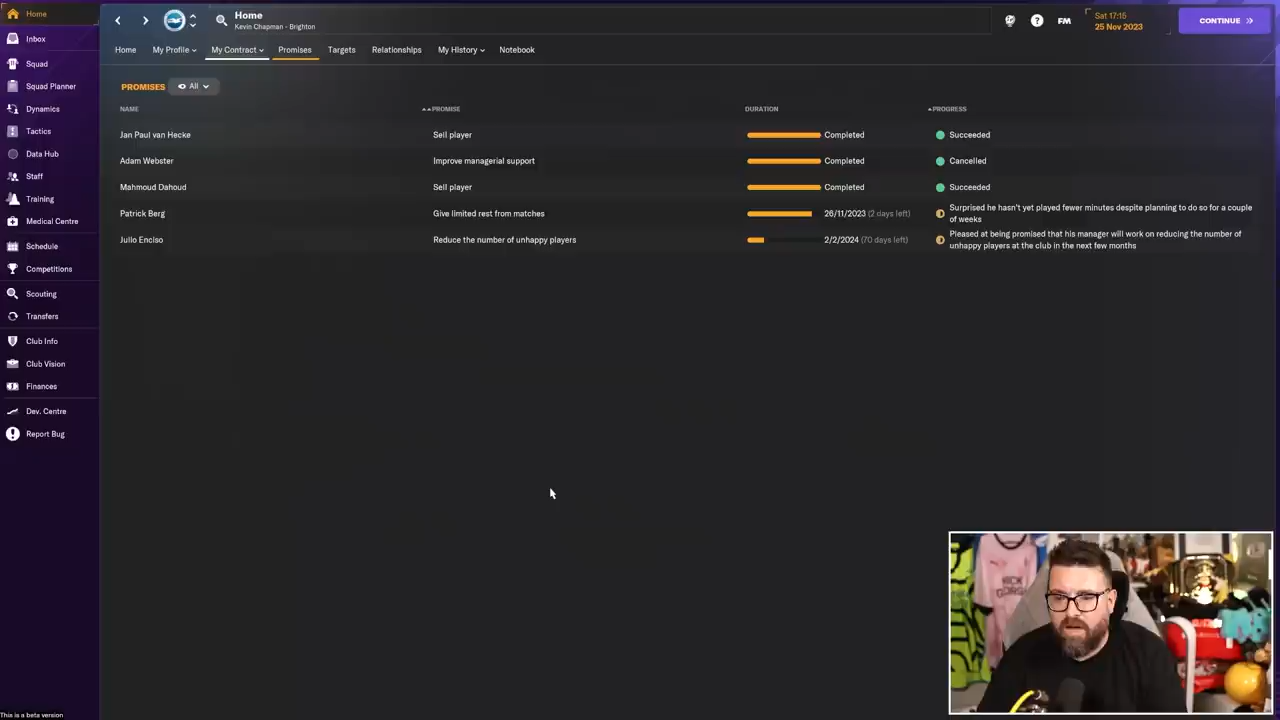 Home
Inbox
Squad
Squad Planner
Dynamics
Tactics
Data Hub
Staff
Training
Medical Centre
Schedule
Competitions
Scouting
Transfers
Club Info
Club Vision
Finances
Dev. Centre
Report Bug
This is a beta version
Home
Kevin Chapman - Brighton
FM
Sat 17:15
25 Nov 2023
CONTINUE
Home My Profile My Contract Promises Targets Relationships My History Notebook
PROMISES All
NAME PROMISE DURATION PROGRESS
Jan Paul van Hecke Sell player Completed Succeeded
Adam Webster Improve managerial support Completed Cancelled
Mahmoud Dahoud Sell player Completed Succeeded
Patrick Berg Give limited rest from matches 26/11/2023 (2 days left) Surprised he hasn't yet played fewer minutes despite planning to do so for a couple
of weeks
Julio Enciso Reduce the number of unhappy players 2/2/2024 (70 days left) Pleased at being promised that his manager will work on reducing the number of
unhappy players at the club in the next few months